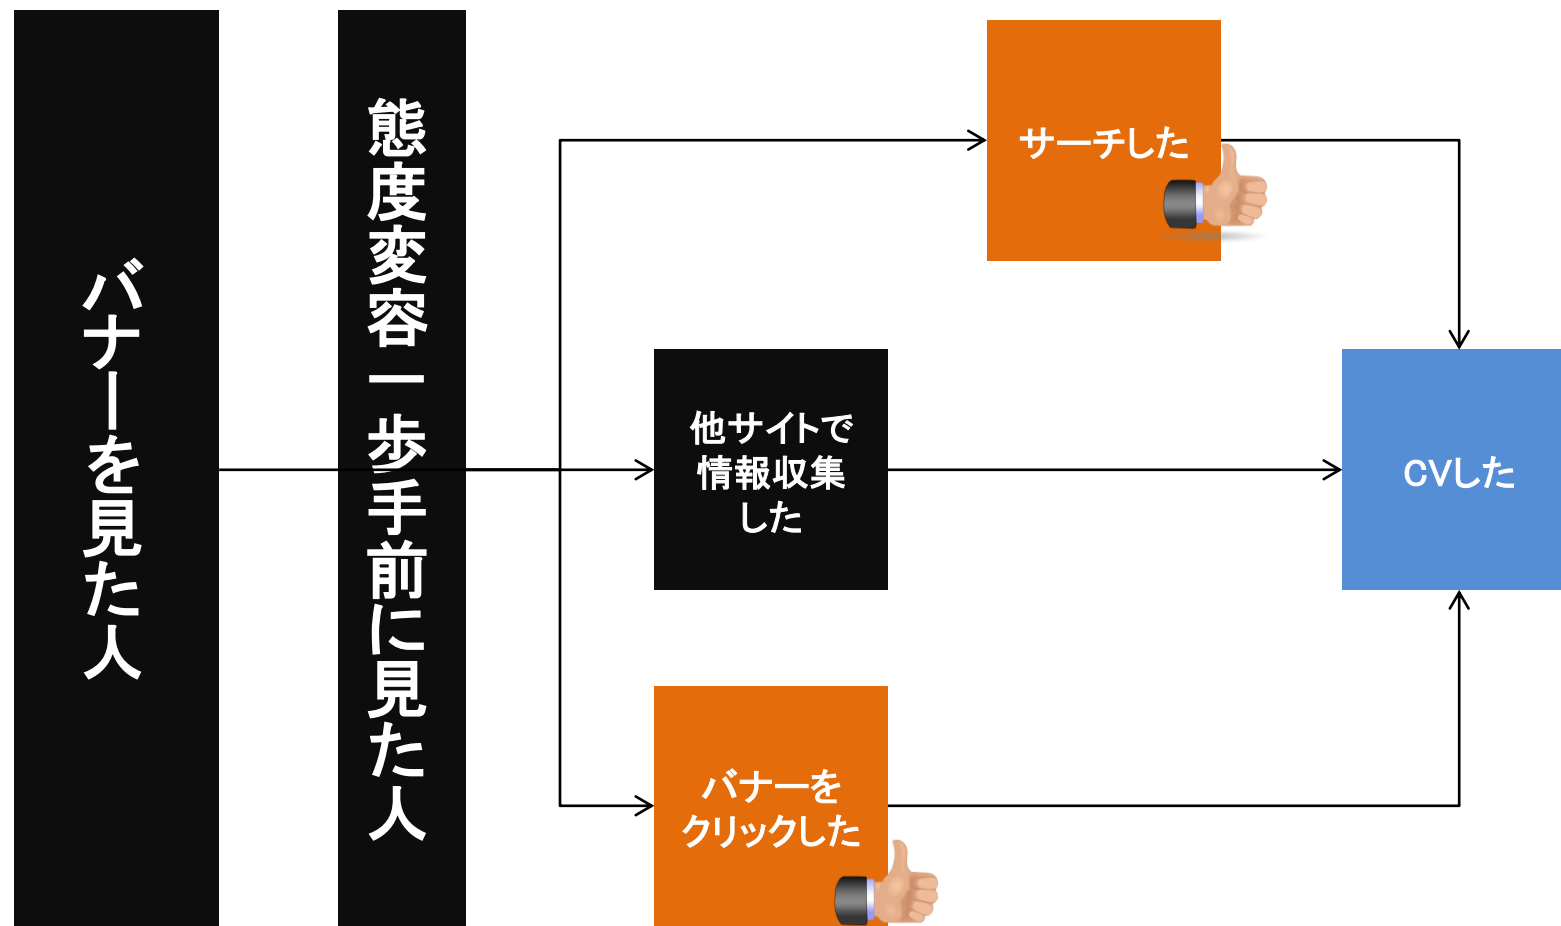 バナーを見た人
態度変容一歩手前に見た人
サーチした
他サイトで
情報収集
した
CVした
バナーを
クリックした